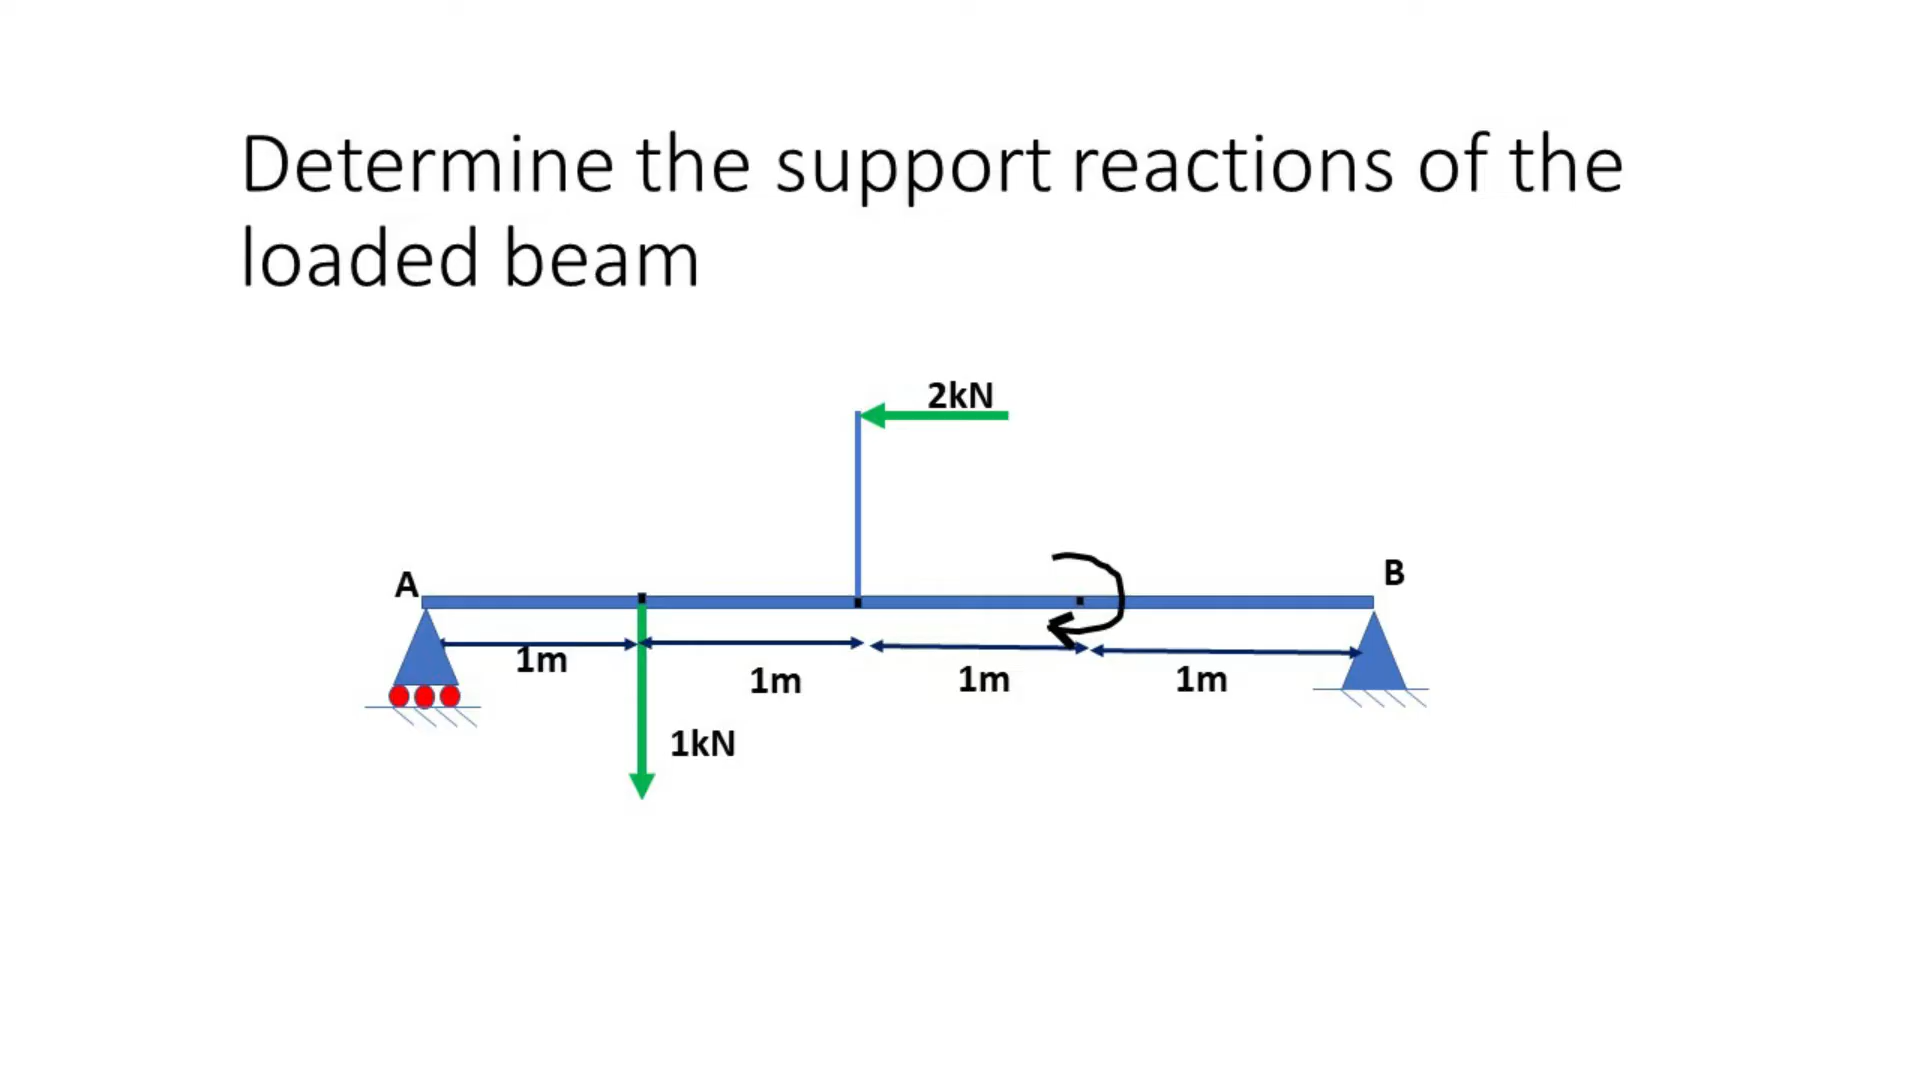 Determine the support reactions of the
loaded beam
2kN
A
B
1m
1m
1m
1m
1kN